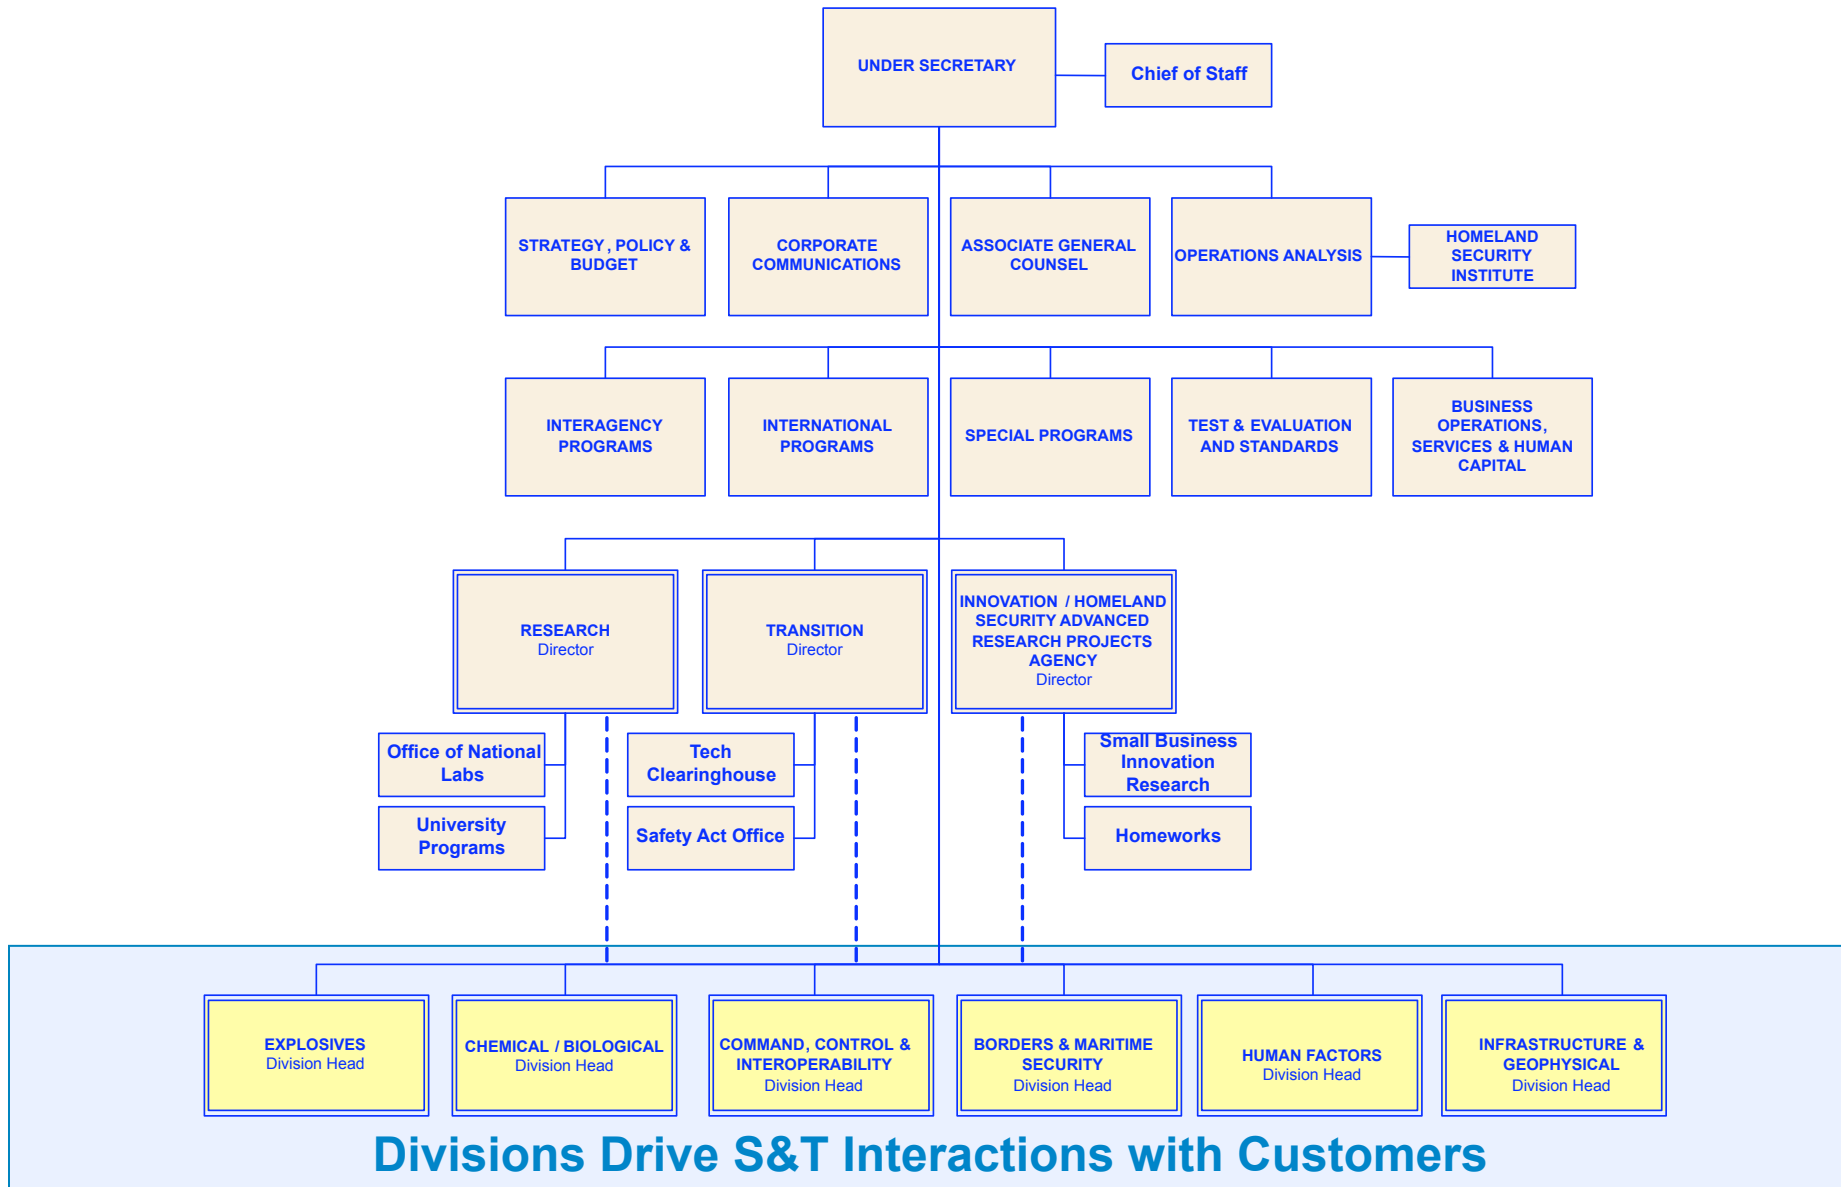 UNDER SECRETARY
Chief of Staff
STRATEGY, POLICY &
BUDGET
CORPORATE
COMMUNICATIONS
ASSOCIATE GENERAL
COUNSEL
OPERATIONS ANALYSIS
HOMELAND
SECURITY
INSTITUTE
INTERAGENCY
PROGRAMS
INTERNATIONAL
PROGRAMS
SPECIAL PROGRAMS
TEST & EVALUATION
AND STANDARDS
BUSINESS
OPERATIONS,
SERVICES & HUMAN
CAPITAL
RESEARCH
Director
TRANSITION
Director
INNOVATION / HOMELAND
SECURITY ADVANCED
RESEARCH PROJECTS
AGENCY
Director
Office of National
Labs
Tech
Clearinghouse
Small Business
Innovation
Research
University
Programs
Safety Act Office
Homeworks
EXPLOSIVES
Division Head
CHEMICAL / BIOLOGICAL
Division Head
COMMAND, CONTROL &
INTEROPERABILITY
Division Head
BORDERS & MARITIME
SECURITY
Division Head
HUMAN FACTORS
Division Head
INFRASTRUCTURE &
GEOPHYSICAL
Division Head
Divisions Drive S&T Interactions with Customers